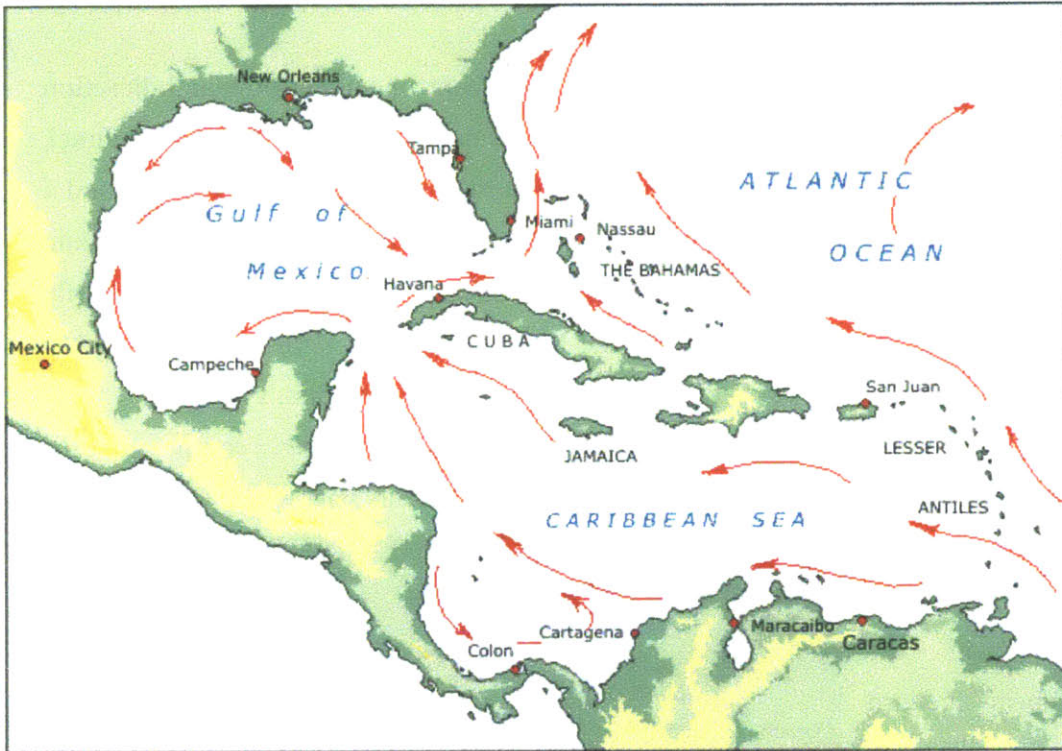 New Orleans
Tampa
ATLANTIC
Gulf of
Miami
Nassau
OCEAN
Mexico
THE BAHAMAS
Havana
CUBA
Mexico City
Campeche
San Juan
JAMAICA
LESSER
ANTILES
CARIBBEAN SEA
Cartagena
Maracaibo
Colon
Caracas